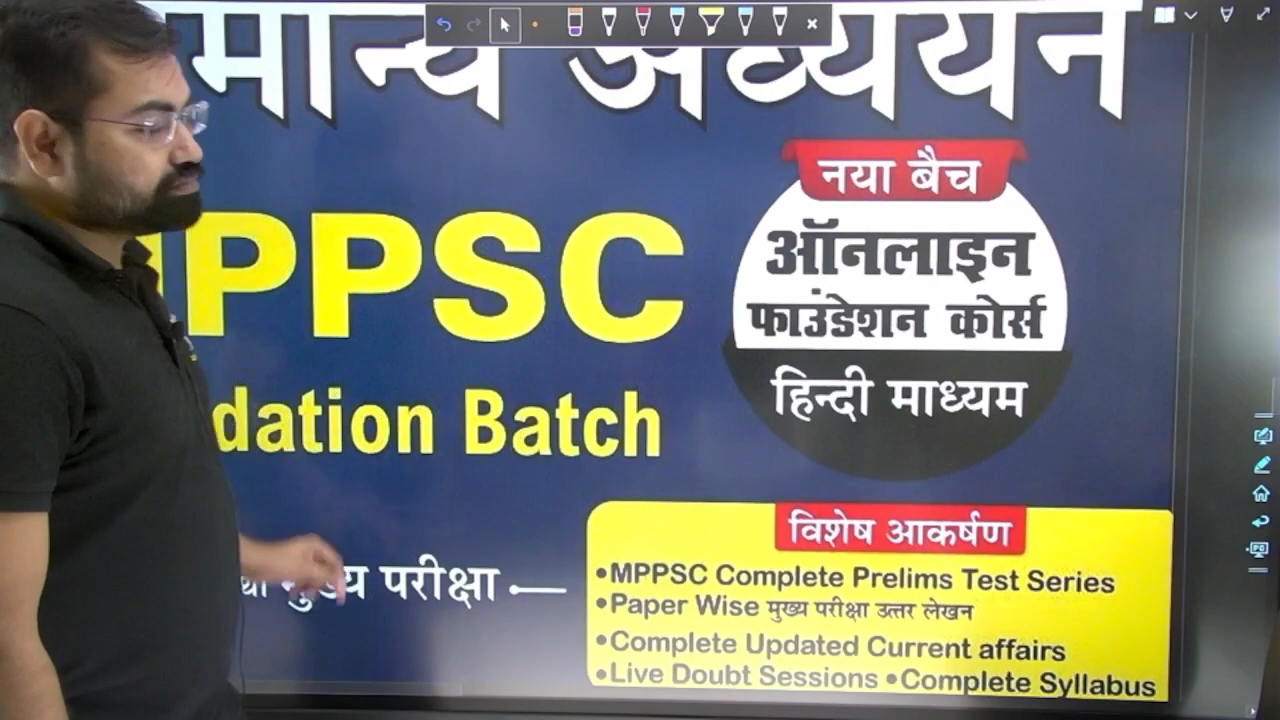 अध्ययन
नया बैच
ऑनलाइन
फाउंडेशन कोर्स
हिन्दी माध्यम
PPSC
dation Batch
मुख्य परीक्षा
विशेष आकर्षण
•MPPSC Complete Prelims Test Series
•Paper Wise मुख्य परीक्षा उत्तर लेखन
•Complete Updated Current affairs
•Live Doubt Sessions •Complete Syllabus